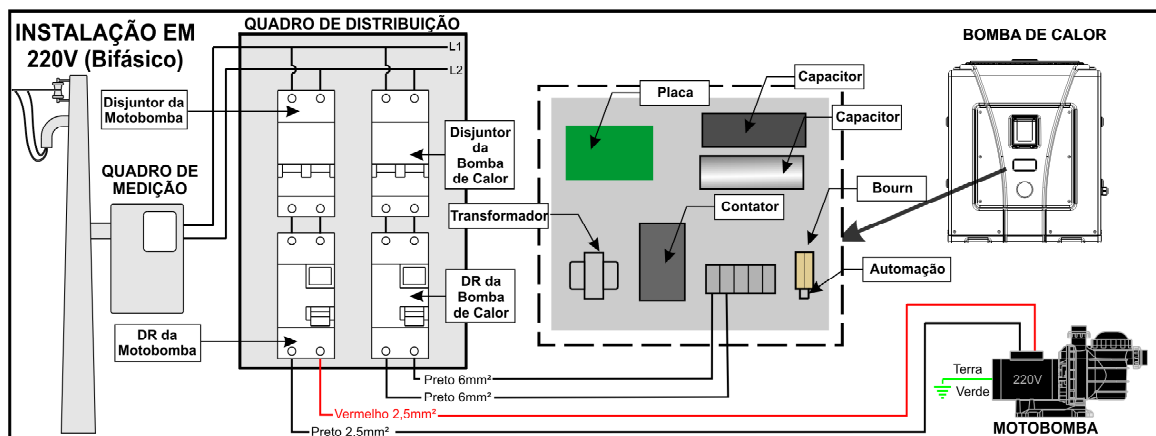 INSTALAÇÃO EM
220V (Bifásico)
QUADRO DE DISTRIBUIÇÃO
BOMBA DE CALOR
L1
L2
Disjuntor da
Motobomba
Disjuntor
da
Bomba
de Calor
QUADRO DE
MEDIÇÃO
Placa
Capacitor
Capacitor
Bourn
Transformador
Contator
Automação
DR da
Bomba
de Calor
DR da
Motobomba
Preto 6mm²
Preto 6mm²
Vermelho 2,5mm²
Preto 2,5mm²
Terra
Verde
220V
MOTOBOMBA